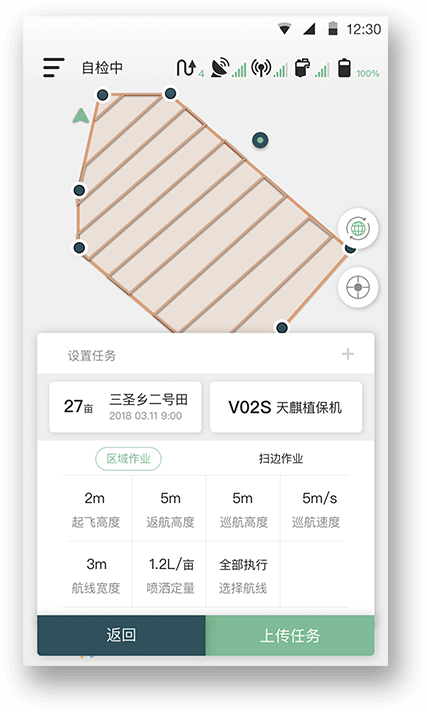 12:30
自检中 4 100%
设置任务
27亩 三圣乡二号田
2018 03.11 9:00
V02S 天麒植保机
区域作业 扫边作业
2m 5m 5m 5m/s
起飞高度 返航高度 巡航高度 巡航速度
3m 1.2L/亩 全部执行
航线宽度 喷洒定量 选择航线
返回 上传任务